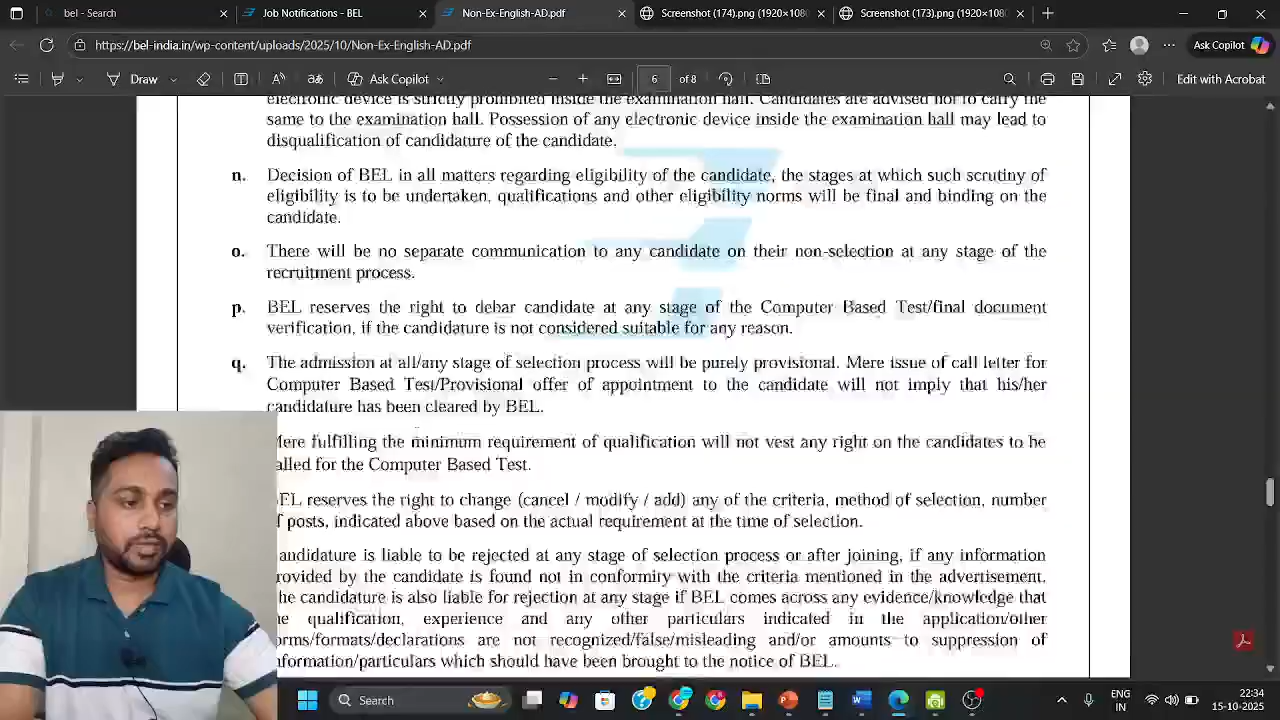 bel - Search
Job Notifications - BEL
Non-Ex-English-AD.pdf
Screenshot (174).png (1920×108
Screenshot (173).png (1920×108
https://bel-india.in/wp-content/uploads/2025/10/Non-Ex-English-AD.pdf
Ask Copilot
Draw
Ask Copilot
6 of 8
Edit with Acrobat
electronic device is strictly prohibited inside the examination hall. Candidates are advised not to carry the
same to the examination hall. Possession of any electronic device inside the examination hall may lead to
disqualification of candidature of the candidate.
n. Decision of BEL in all matters regarding eligibility of the candidate, the stages at which such scrutiny of
eligibility is to be undertaken, qualifications and other eligibility norms will be final and binding on the
candidate.
o. There will be no separate communication to any candidate on their non-selection at any stage of the
recruitment process.
p. BEL reserves the right to debar candidate at any stage of the Computer Based Test/final document
verification, if the candidature is not considered suitable for any reason.
q. The admission at all/any stage of selection process will be purely provisional. Mere issue of call letter for
Computer Based Test/Provisional offer of appointment to the candidate will not imply that his/her
candidature has been cleared by BEL.
Mere fulfilling the minimum requirement of qualification will not vest any right on the candidates to be
alled for the Computer Based Test.
EL reserves the right to change (cancel / modify / add) any of the criteria, method of selection, number
f posts, indicated above based on the actual requirement at the time of selection.
andidature is liable to be rejected at any stage of selection process or after joining, if any information
rovided by the candidate is found not in conformity with the criteria mentioned in the advertisement.
he candidature is also liable for rejection at any stage if BEL comes across any evidence/knowledge that
he qualification, experience and any other particulars indicated in the application/other
orms/formats/declarations are not recognized/false/misleading and/or amounts to suppression of
nformation/particulars which should have been brought to the notice of BEL.
Search
ENG
IN
22:34
15-10-2025